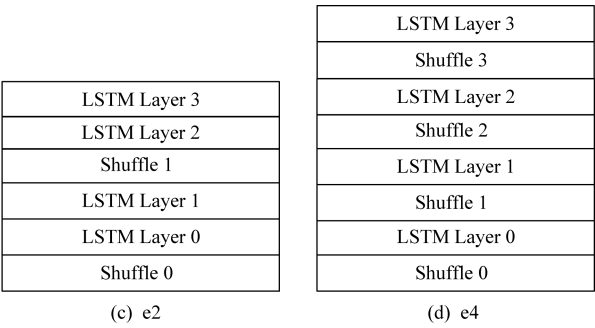 LSTM Layer 3
LSTM Layer 2
Shuffle 1
LSTM Layer 1
LSTM Layer 0
Shuffle 0
(c) e2
LSTM Layer 3
Shuffle 3
LSTM Layer 2
Shuffle 2
LSTM Layer 1
Shuffle 1
LSTM Layer 0
Shuffle 0
(d) e4